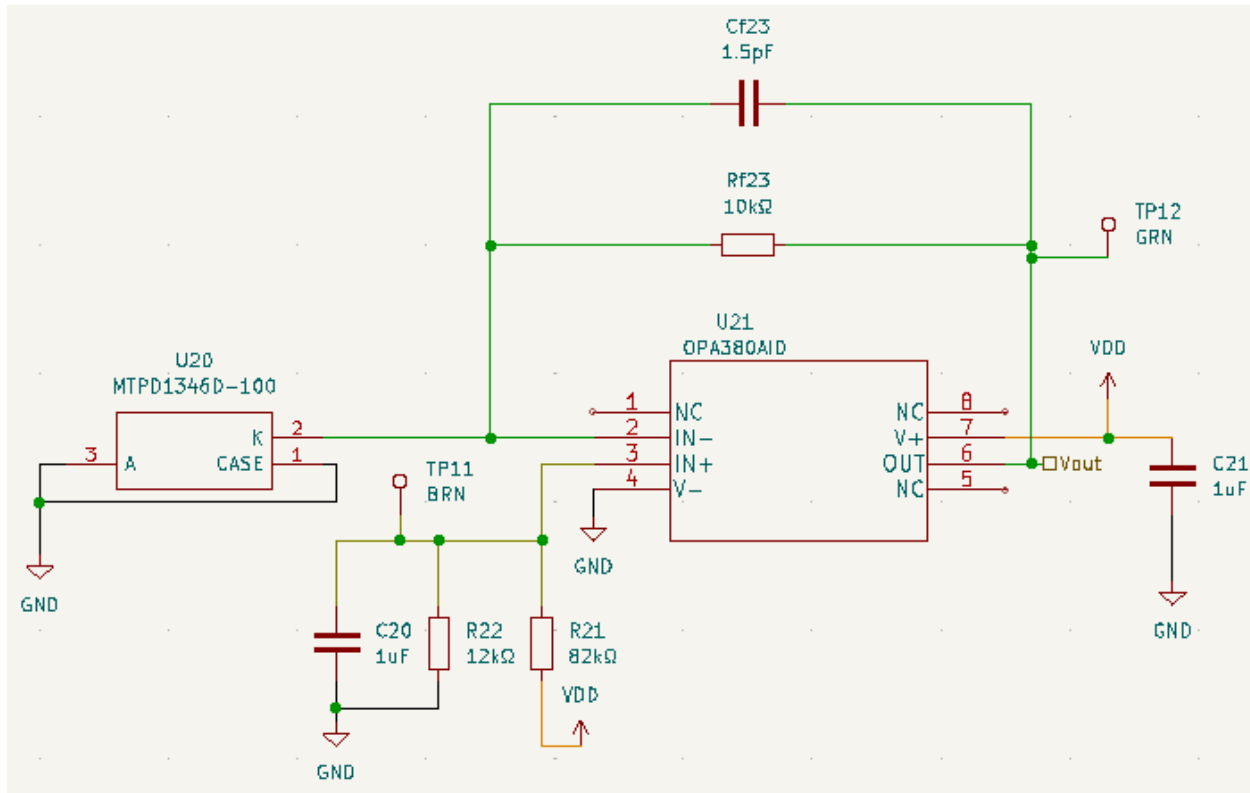 Cf23
1.5pF
Rf23
10kΩ
TP12
GRN
U21
OPA380AID
VDD
U20
MTPD1346D-100
1 NC
NC 8
2 IN-
V+ 7
3 IN+
OUT 6
4 V-
NC 5
K 2
3 A
CASE 1
Vout
C21
1uF
TP11
BRN
GND
GND
GND
C20
1uF
R22
12kΩ
R21
82kΩ
VDD
GND